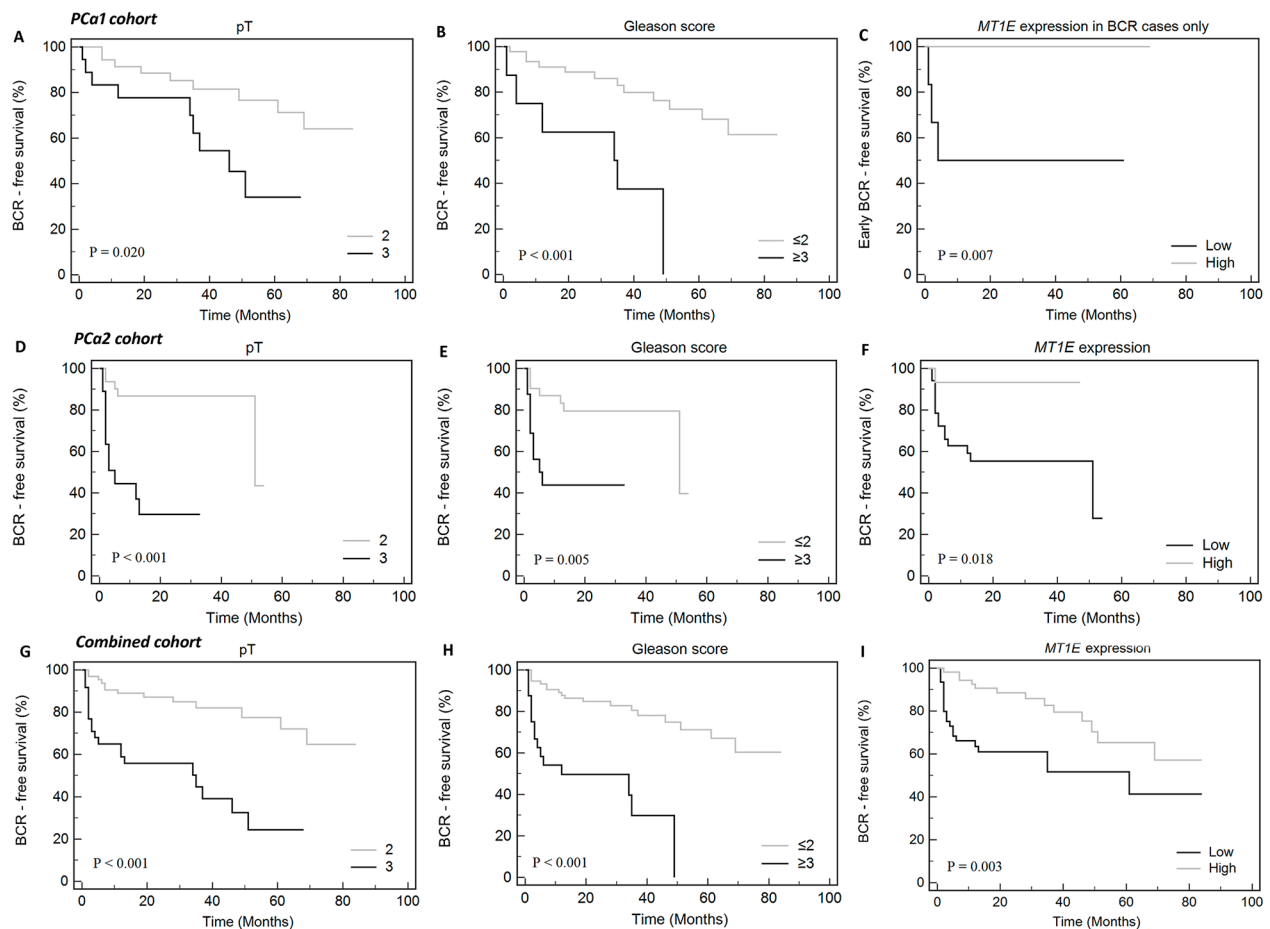 PCa1 cohort
A
pT
BCR - free survival (%)
100
80
60
40
20
0
P = 0.020
2
3
0 20 40 60 80 100
Time (Months)
B
Gleason score
BCR - free survival (%)
100
80
60
40
20
0
P < 0.001
≤2
≥3
0 20 40 60 80 100
Time (Months)
C
MT1E expression in BCR cases only
Early BCR - free survival (%)
100
80
60
40
20
0
P = 0.007
Low
High
0 20 40 60 80 100
Time (Months)
PCa2 cohort
D
pT
BCR - free survival (%)
100
80
60
40
20
0
P < 0.001
2
3
0 20 40 60 80 100
Time (Months)
E
Gleason score
BCR - free survival (%)
100
80
60
40
20
0
P = 0.005
≤2
≥3
0 20 40 60 80 100
Time (Months)
F
MT1E expression
BCR - free survival (%)
100
80
60
40
20
0
P = 0.018
Low
High
0 20 40 60 80 100
Time (Months)
Combined cohort
G
pT
BCR - free survival (%)
100
80
60
40
20
0
P < 0.001
2
3
0 20 40 60 80 100
Time (Months)
H
Gleason score
BCR - free survival (%)
100
80
60
40
20
0
P < 0.001
≤2
≥3
0 20 40 60 80 100
Time (Months)
I
MT1E expression
BCR - free survival (%)
100
80
60
40
20
0
P = 0.003
Low
High
0 20 40 60 80 100
Time (Months)